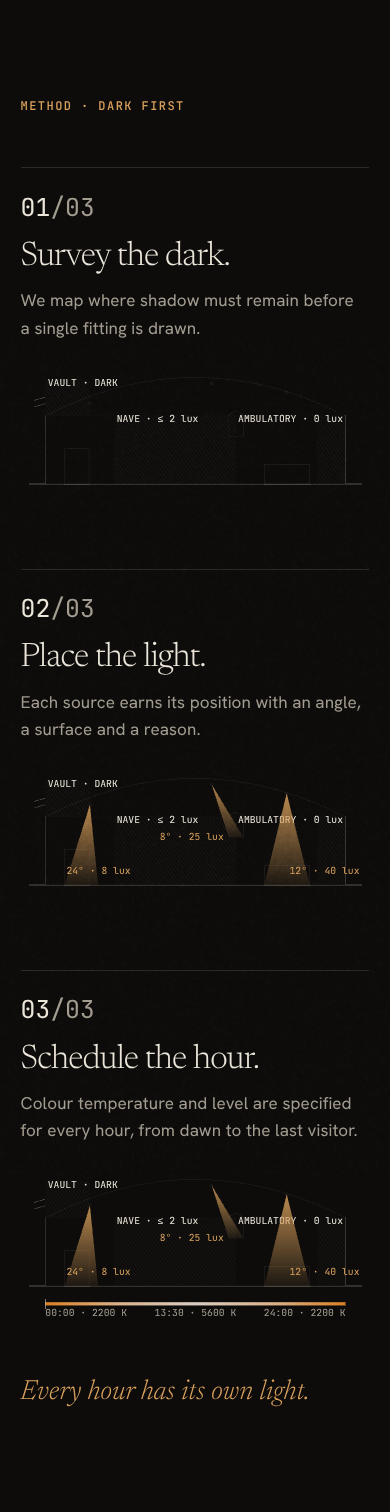 METHOD · DARK FIRST
01/03
Survey the dark.
We map where shadow must remain before
a single fitting is drawn.
VAULT · DARK
NAVE · ≤ 2 lux
AMBULATORY · 0 lux
02/03
Place the light.
Each source earns its position with an angle,
a surface and a reason.
VAULT · DARK
NAVE · ≤ 2 lux
AMBULATORY · 0 lux
8° · 25 lux
24° · 8 lux
12° · 40 lux
03/03
Schedule the hour.
Colour temperature and level are specified
for every hour, from dawn to the last visitor.
VAULT · DARK
NAVE · ≤ 2 lux
AMBULATORY · 0 lux
8° · 25 lux
24° · 8 lux
12° · 40 lux
00:00 · 2200 K
13:30 · 5600 K
24:00 · 2200 K
Every hour has its own light.